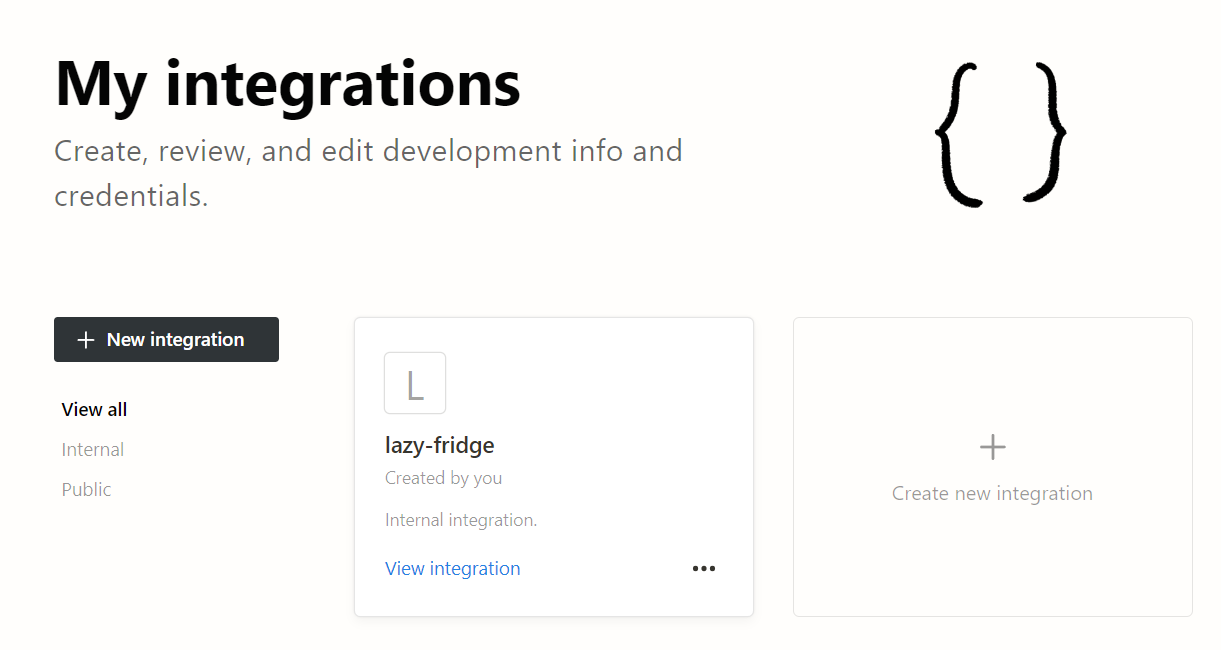 My integrations
Create, review, and edit development info and
credentials.
{ }
+ New integration
View all
Internal
Public
L
lazy-fridge
Created by you
Internal integration.
View integration
•••
+
Create new integration